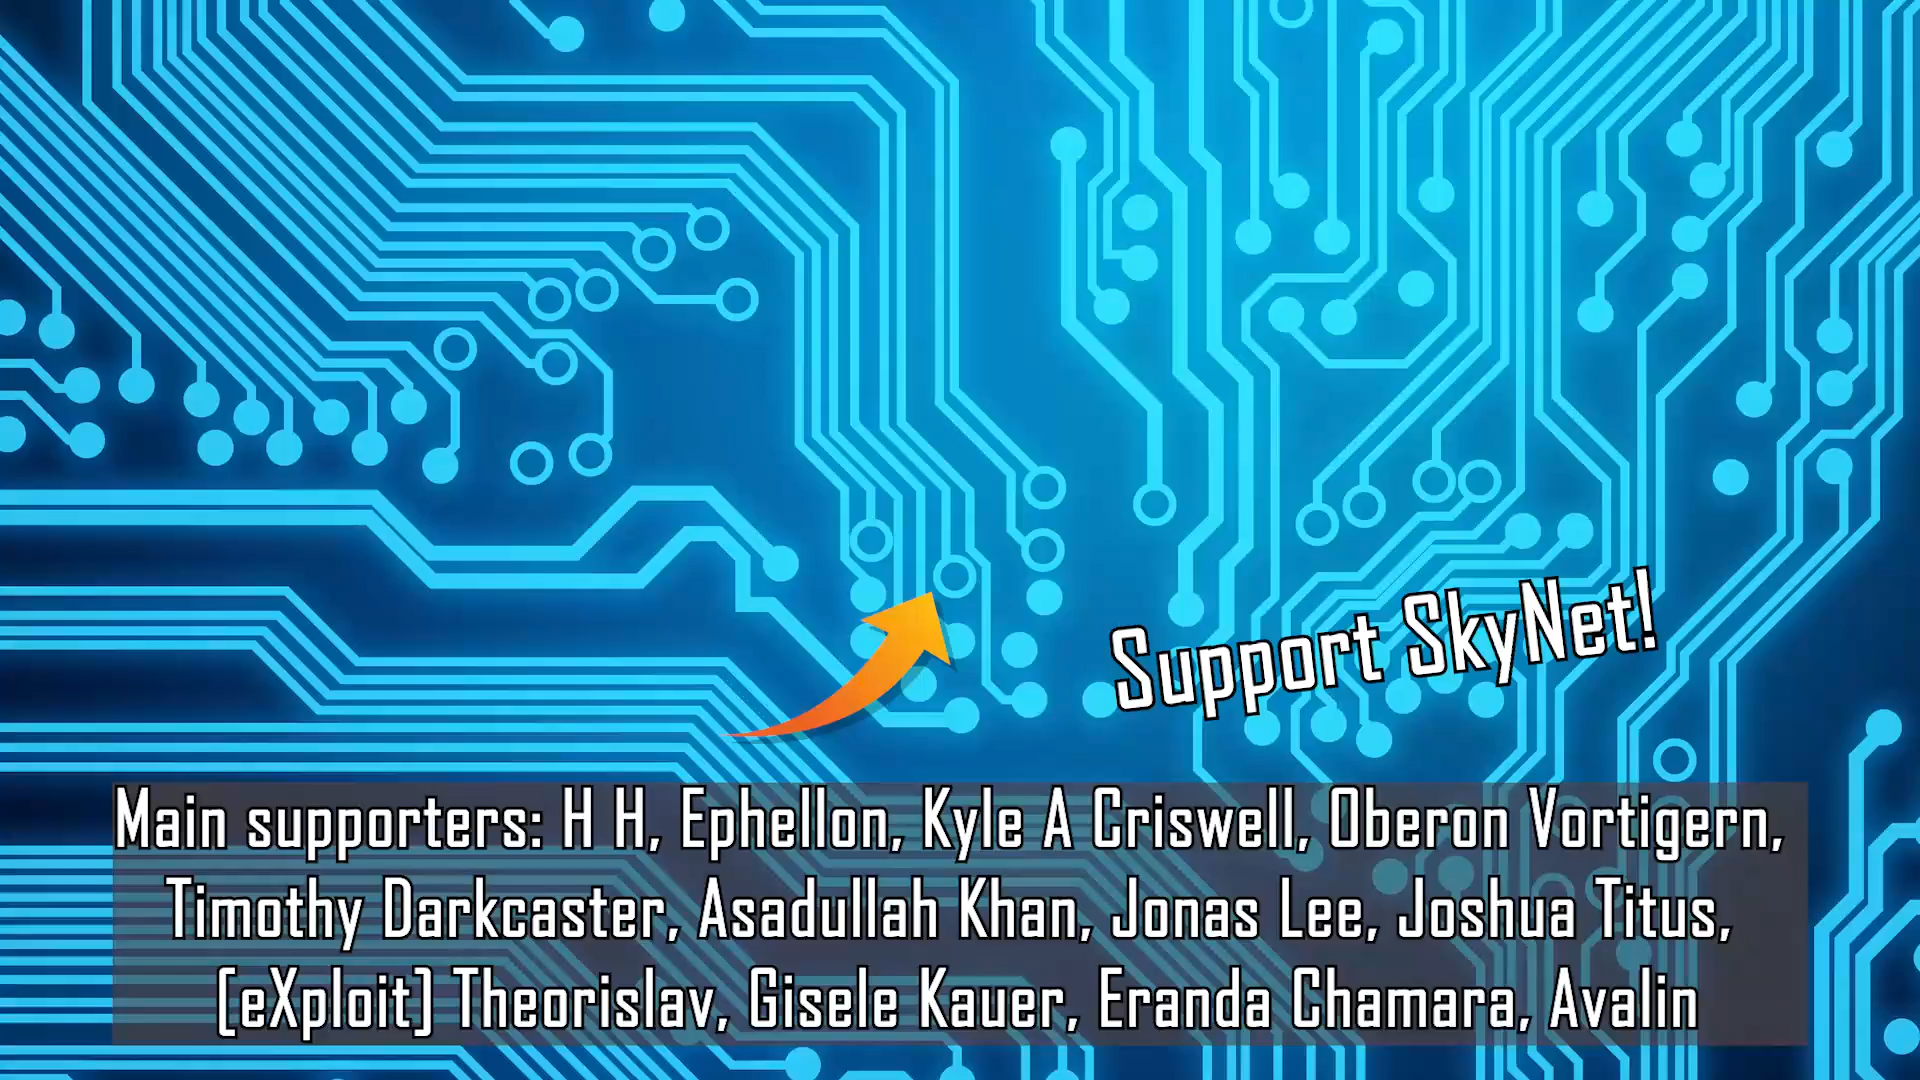 Support SkyNet!
Main supporters: H H, Ephellon, Kyle A Criswell, Oberon Vortigern,
Timothy Darkcaster, Asadullah Khan, Jonas Lee, Joshua Titus,
[eXploit] Theorislav, Gisele Kauer, Eranda Chamara, Avalin